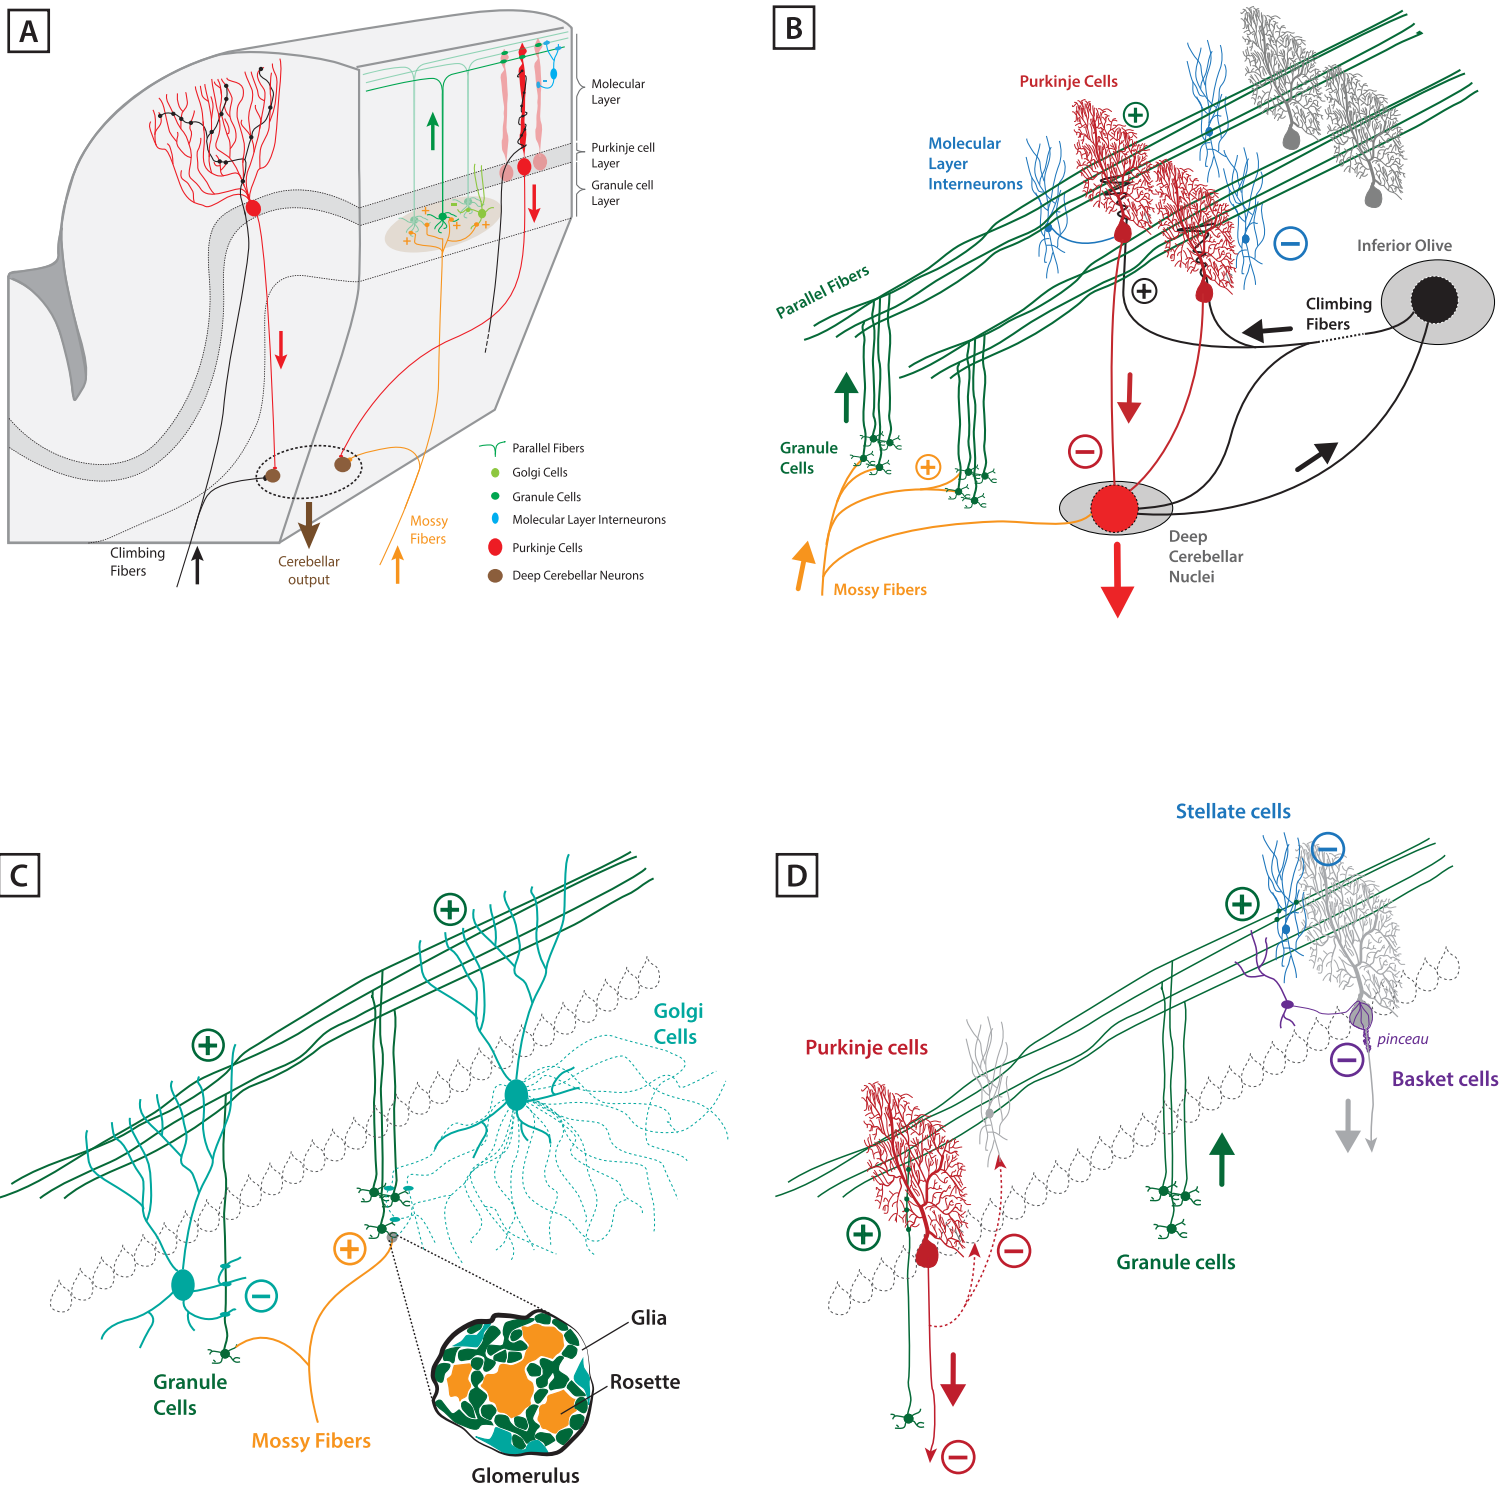 A
Molecular
Layer
Purkinje cell
Layer
Granule cell
Layer
Parallel Fibers
Golgi Cells
Granule Cells
Molecular Layer Interneurons
Purkinje Cells
Deep Cerebellar Neurons
Mossy
Fibers
Climbing
Fibers
Cerebellar
output
B
Purkinje Cells
Molecular
Layer
Interneurons
Inferior Olive
Parallel Fibers
Climbing
Fibers
Granule
Cells
Deep
Cerebellar
Nuclei
Mossy Fibers
C
Golgi
Cells
Glia
Rosette
Granule
Cells
Mossy Fibers
Glomerulus
D
Stellate cells
Purkinje cells
pinceau
Basket cells
Granule cells